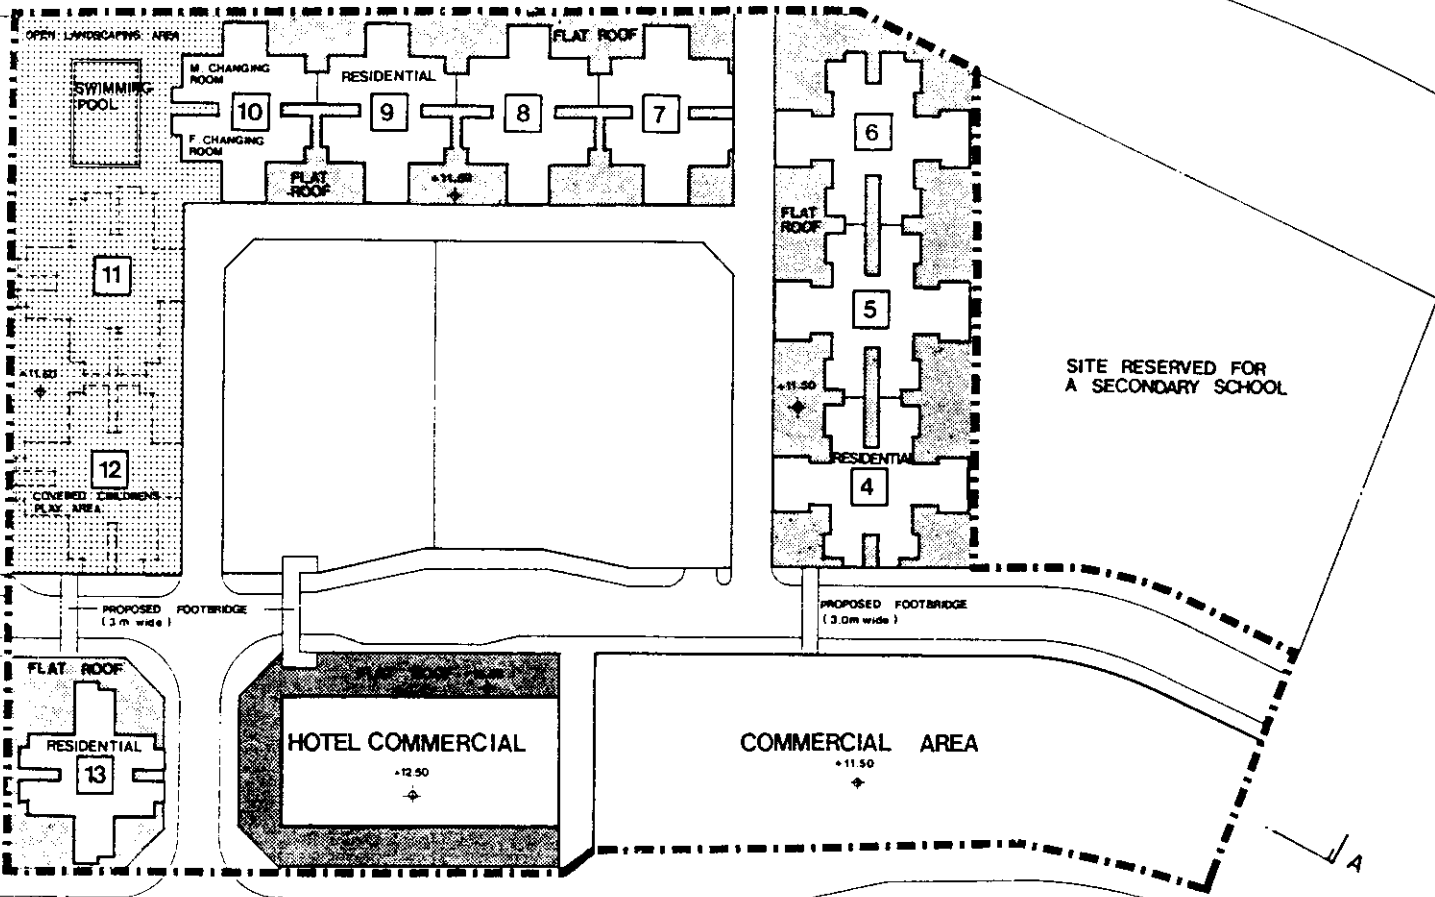 OPEN LANDSCAPING AREA
SWIMMING
POOL
M. CHANGING
ROOM
10
F. CHANGING
ROOM
FLAT
ROOF
RESIDENTIAL
9
+11.50
8
FLAT ROOF
7
6
FLAT
ROOF
5
+11.50
RESIDENTIAL
4
SITE RESERVED FOR
A SECONDARY SCHOOL
11
+11.50
12
COVERED CHILDRENS
PLAY AREA
PROPOSED FOOTBRIDGE
(3m wide)
PROPOSED FOOTBRIDGE
(3.0m wide)
FLAT ROOF
RESIDENTIAL
13
FLAT ROOF
HOTEL COMMERCIAL
+12.50
COMMERCIAL AREA
+11.50
A